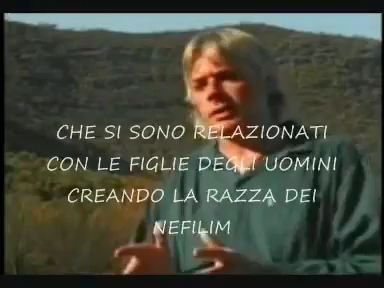 CHE SI SONO RELAZIONATI
CON LE FIGLIE DEGLI UOMINI
CREANDO LA RAZZA DEI
NEFILIM